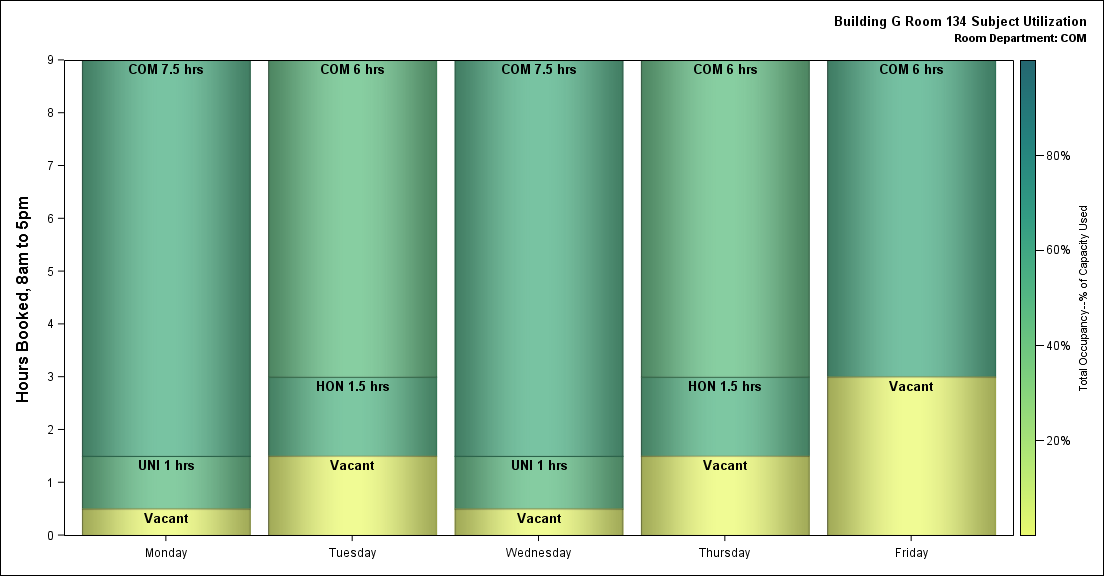 Building G Room 134 Subject Utilization
Room Department: COM
Hours Booked, 8am to 5pm
9
8
7
6
5
4
3
2
1
0
COM 7.5 hrs
UNI 1 hrs
Vacant
COM 6 hrs
HON 1.5 hrs
Vacant
COM 7.5 hrs
UNI 1 hrs
Vacant
COM 6 hrs
HON 1.5 hrs
Vacant
COM 6 hrs
Vacant
Monday
Tuesday
Wednesday
Thursday
Friday
80%
60%
40%
20%
Total Occupancy--% of Capacity Used